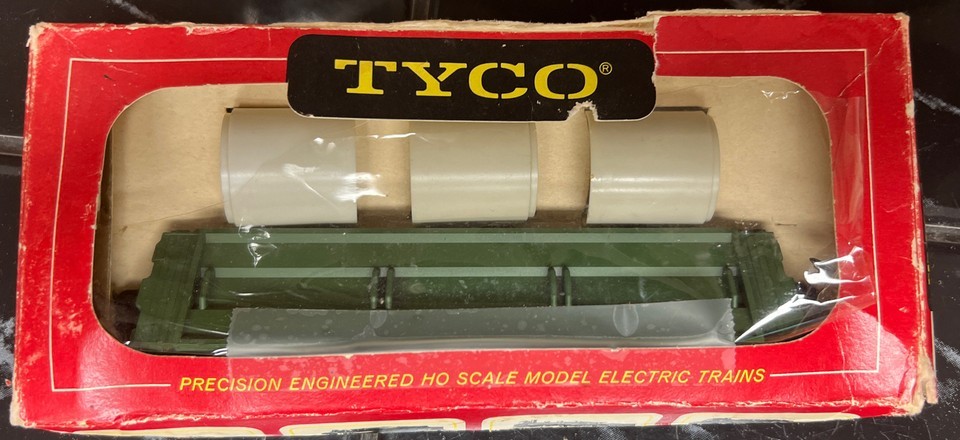 TYCO®
PRECISION ENGINEERED HO SCALE MODEL ELECTRIC TRAINS